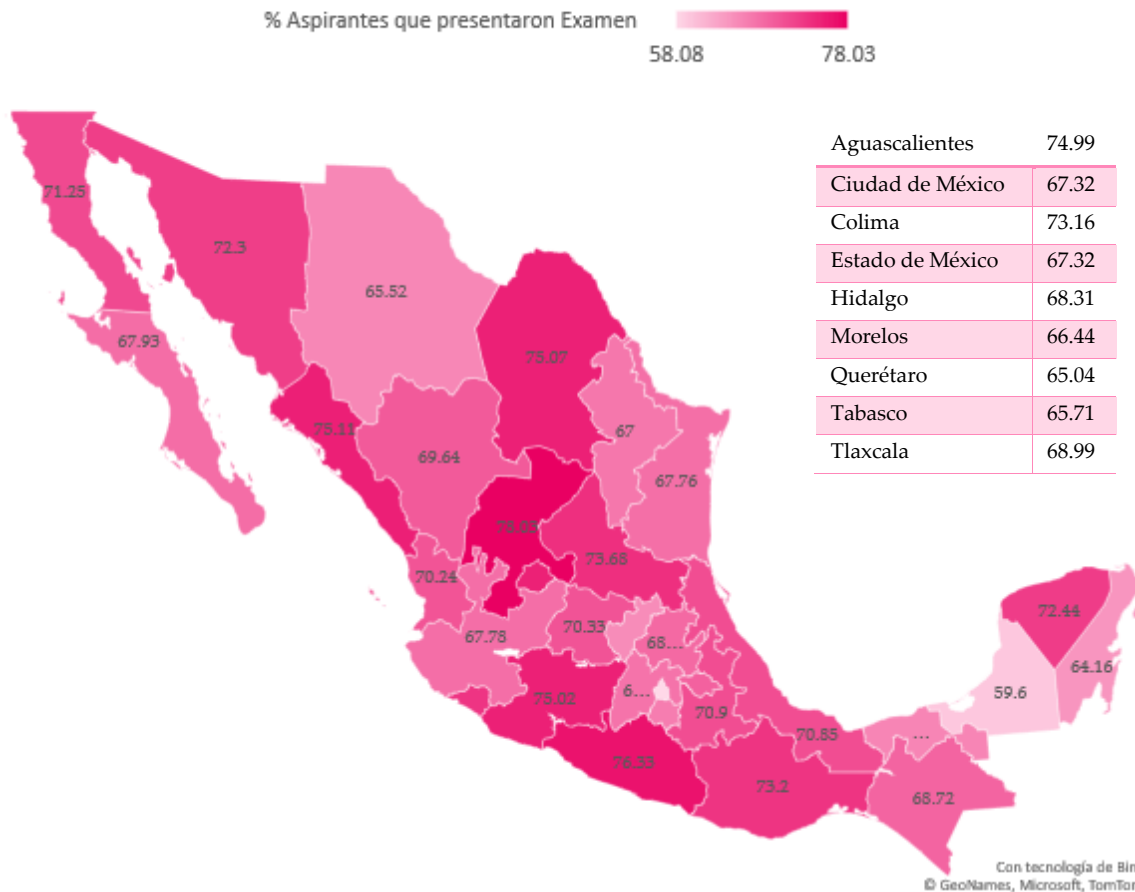 % Aspirantes que presentaron Examen
58.08 78.03
Aguascalientes 74.99
Ciudad de México 67.32
Colima 73.16
Estado de México 67.32
Hidalgo 68.31
Morelos 66.44
Querétaro 65.04
Tabasco 65.71
Tlaxcala 68.99
71.25
72.3
65.52
67.93
75.07
75.11
69.64
67
67.76
78.03
73.68
70.24
67.78
70.33
68...
72.44
64.16
59.6
75.02
6...
70.9
70.85
...
76.33
73.2
68.72
Con tecnología de Bin
© GeoNames, Microsoft, TomTom